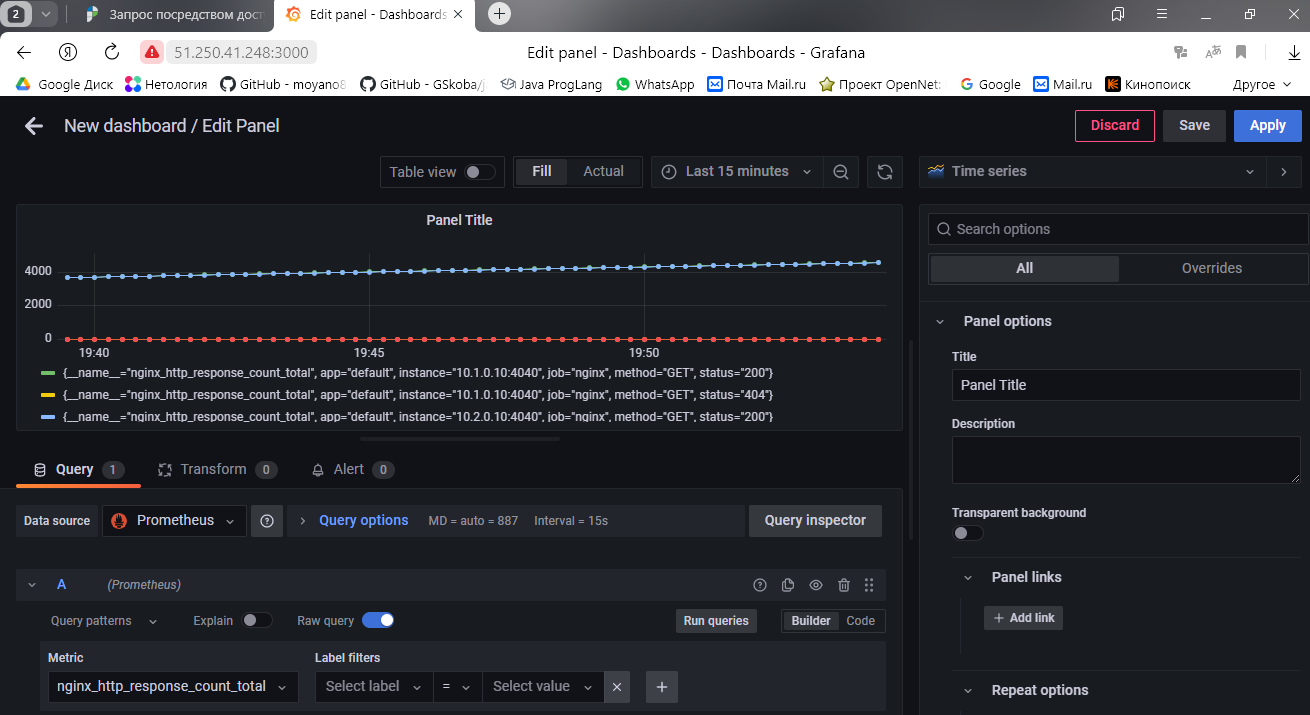 2
Запрос посредством дост
Edit panel - Dashboards
Я
51.250.41.248:3000
Edit panel - Dashboards - Dashboards - Grafana
Google Диск
Нетология
GitHub - moyano8
GitHub - GSkoba/j
Java ProgLang
WhatsApp
Почта Mail.ru
Проект OpenNet:
Google
Mail.ru
Кинопоиск
Другое
New dashboard / Edit Panel
Discard
Save
Apply
Table view
Fill
Actual
Last 15 minutes
Time series
Panel Title
4000
2000
0
19:40
19:45
19:50
{__name__="nginx_http_response_count_total", app="default", instance="10.1.0.10:4040", job="nginx", method="GET", status="200"}
{__name__="nginx_http_response_count_total", app="default", instance="10.1.0.10:4040", job="nginx", method="GET", status="404"}
{__name__="nginx_http_response_count_total", app="default", instance="10.2.0.10:4040", job="nginx", method="GET", status="200"}
Search options
All
Overrides
Panel options
Title
Panel Title
Description
Transparent background
Panel links
+ Add link
Repeat options
Query 1
Transform 0
Alert 0
Data source
Prometheus
Query options
MD = auto = 887
Interval = 15s
Query inspector
A
(Prometheus)
Query patterns
Explain
Raw query
Run queries
Builder
Code
Metric
Label filters
nginx_http_response_count_total
Select label
=
Select value